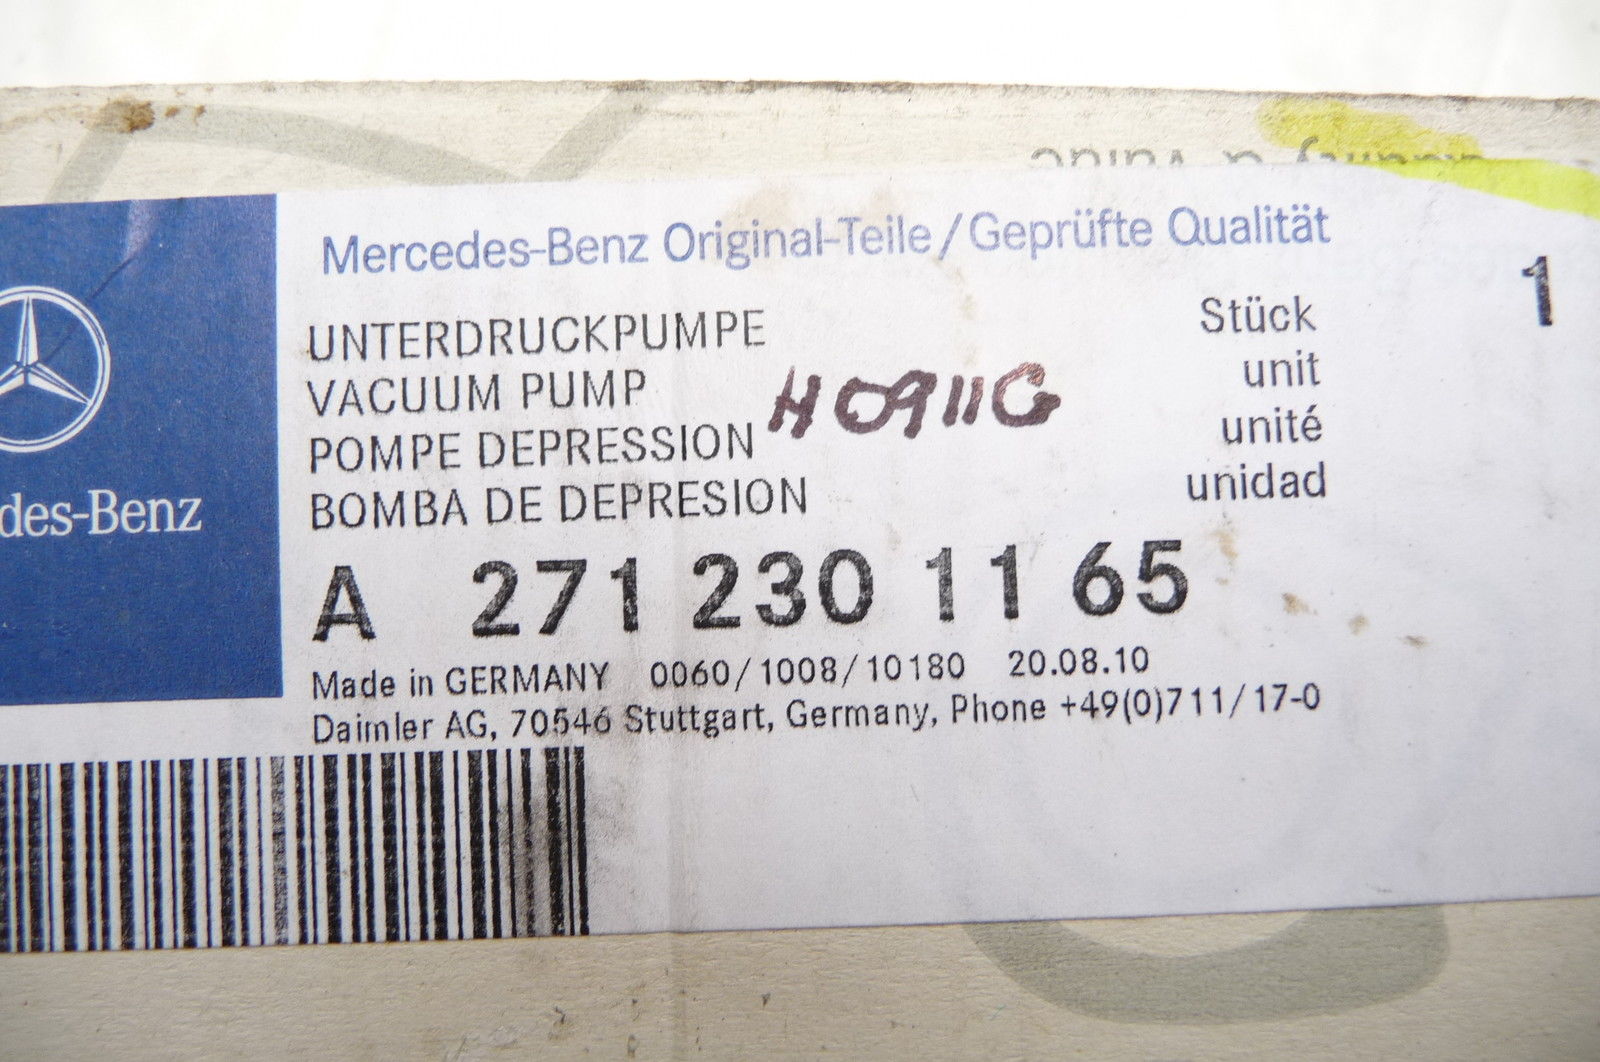 Mercedes-Benz Original-Teile/Geprüfte Qualität
UNTERDRUCKPUMPE Stück 1
VACUUM PUMP unit
H0911G
POMPE DEPRESSION unité
BOMBA DE DEPRESION unidad
des-Benz
A 271 230 11 65
Made in GERMANY 0060/1008/10180 20.08.10
Daimler AG, 70546 Stuttgart, Germany, Phone +49(0)711/17-0